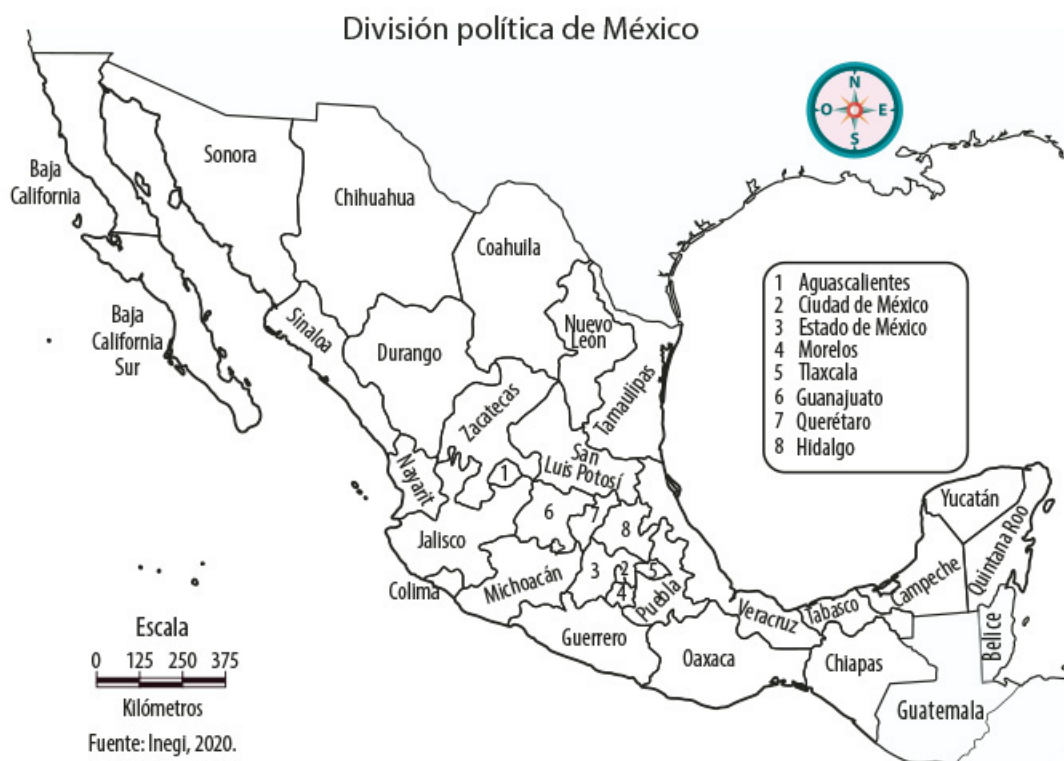 División política de México
N
O
E
S
Baja
California
Sonora
Chihuahua
Coahuila
Baja
California
Sur
Sinaloa
Durango
Nuevo
León
Tamaulipas
Zacatecas
San
Luis Potosí
Nayarit
1
6
7
8
Jalisco
Colima
Michoacán
3
2
4
5
Puebla
Guerrero
Oaxaca
Veracruz
Tabasco
Chiapas
Campeche
Yucatán
Quintana Roo
Belice
Guatemala
1 Aguascalientes
2 Ciudad de México
3 Estado de México
4 Morelos
5 Tlaxcala
6 Guanajuato
7 Querétaro
8 Hidalgo
Escala
0 125 250 375
Kilómetros
Fuente: Inegi, 2020.